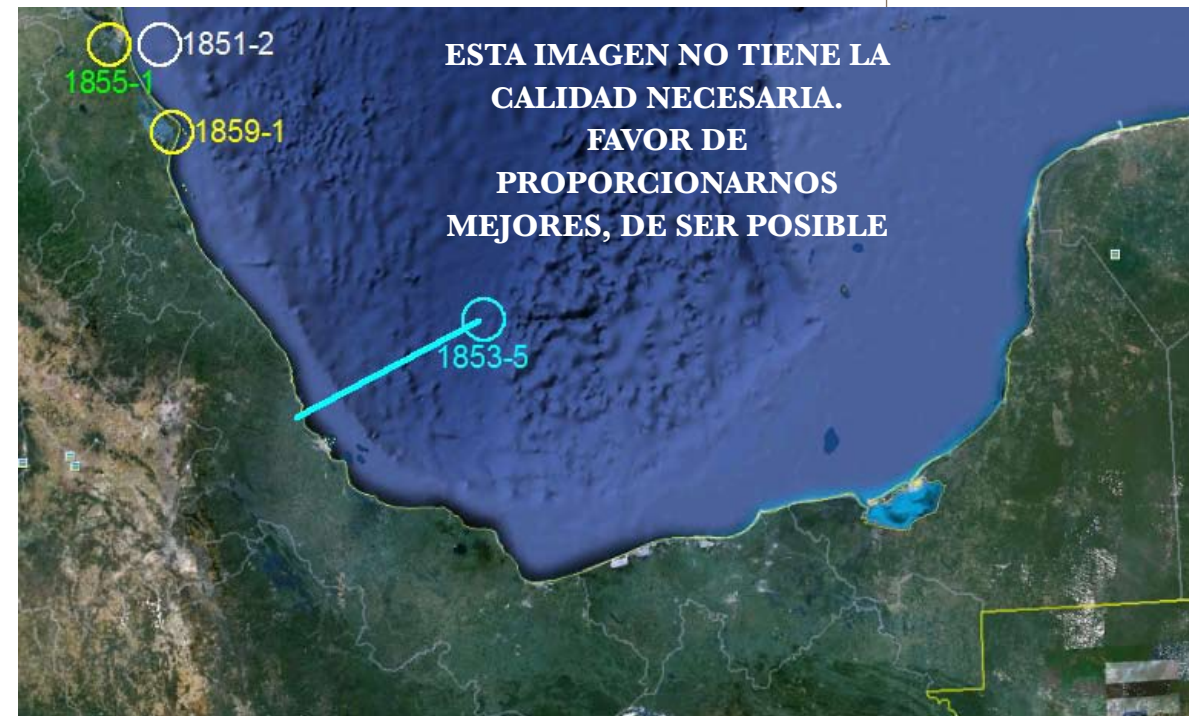 ESTA IMAGEN NO TIENE LA
CALIDAD NECESARIA.
FAVOR DE
PROPORCIONARNOS
MEJORES, DE SER POSIBLE
1851-2
1855-1
1859-1
1853-5